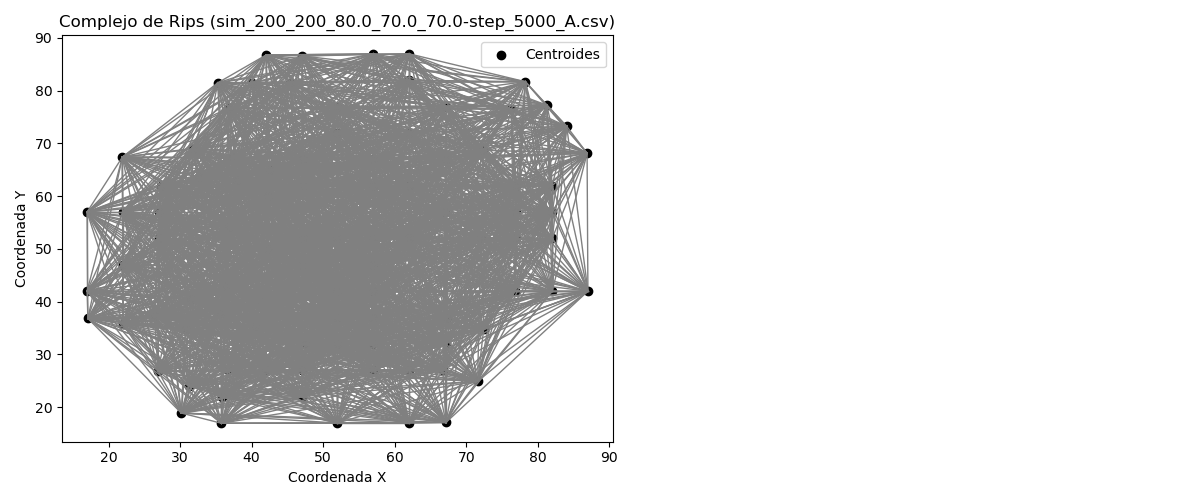 Complejo de Rips (sim_200_200_80.0_70.0_70.0-step_5000_A.csv)
Centroides
90
80
70
60
50
40
30
20
Coordenada Y
20 30 40 50 60 70 80 90
Coordenada X